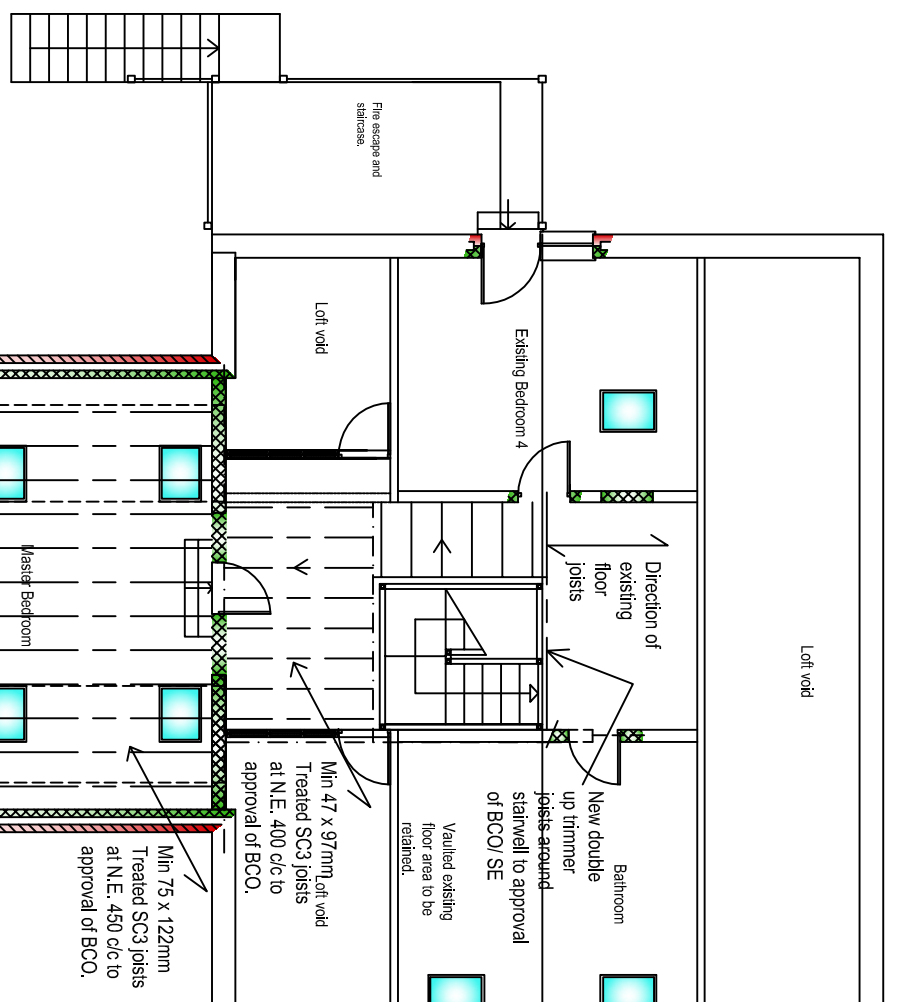 Fire escape and
staircase.
Loft void
Existing Bedroom 4
Direction of
existing
floor
joists
Loft void
Master Bedroom
Min 47 x 97mm
Treated SC3 joists
at N.E. 400 c/c to
approval of BCO.
Loft void
Vaulted existing
floor area to be
retained.
New double
up trimmer
joists around
stairwell to approval
of BCO/ SE
Bathroom
Min 75 x 122mm
Treated SC3 joists
at N.E. 450 c/c to
approval of BCO.